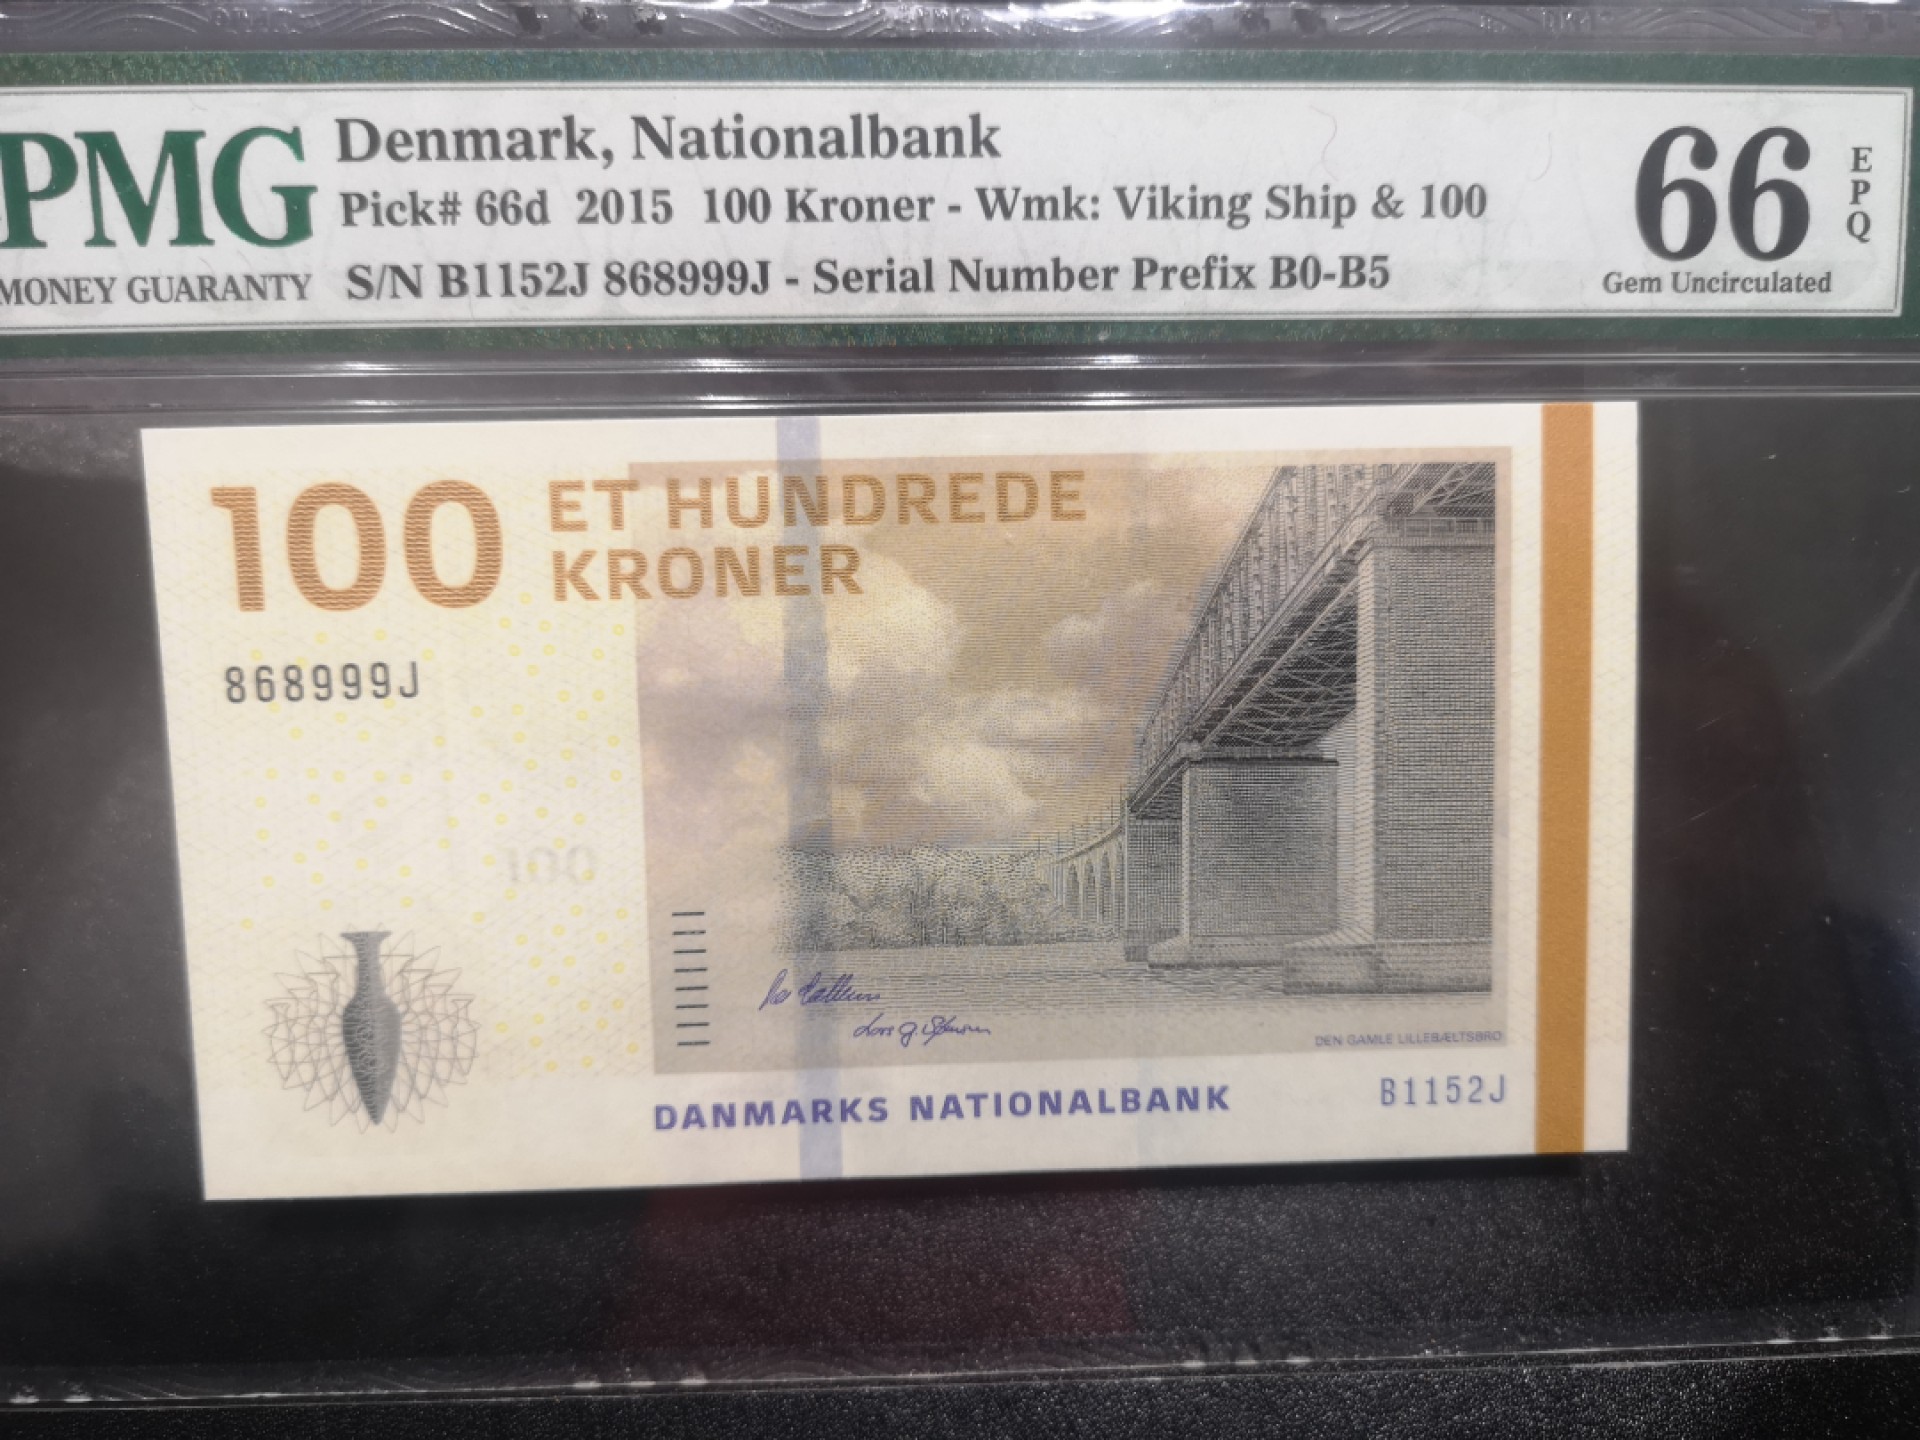 PMG
MONEY GUARANTY
Denmark, Nationalbank
Pick# 66d 2015 100 Kroner - Wmk: Viking Ship & 100
S/N B1152J 868999J - Serial Number Prefix B0-B5
66
EPQ
Gem Uncirculated
100
ET HUNDREDE
KRONER
868999J
100
DEN GAMLE LILLEBÆLTSBRO
DANMARKS NATIONALBANK
B1152J